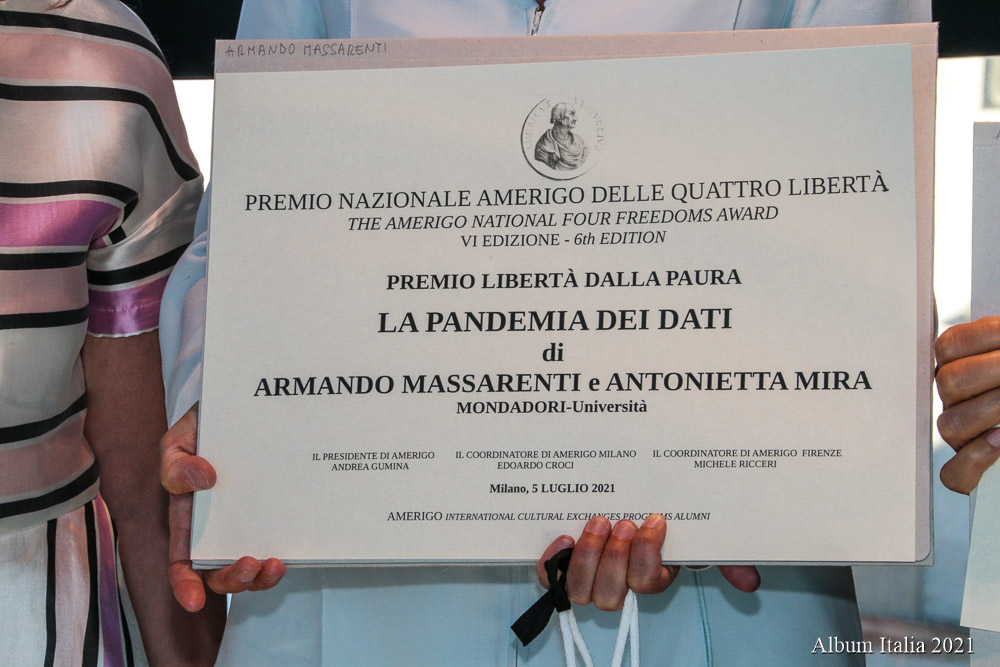 ARMANDO MASSARENTI
PREMIO NAZIONALE AMERIGO DELLE QUATTRO LIBERTÀ
THE AMERIGO NATIONAL FOUR FREEDOMS AWARD
VI EDIZIONE - 6th EDITION
PREMIO LIBERTÀ DALLA PAURA
LA PANDEMIA DEI DATI
di
ARMANDO MASSARENTI e ANTONIETTA MIRA
MONDADORI-Università
IL PRESIDENTE DI AMERIGO IL COORDINATORE DI AMERIGO MILANO IL COORDINATORE DI AMERIGO FIRENZE
ANDREA GUMINA EDOARDO CROCI MICHELE RICCERI
Milano, 5 LUGLIO 2021
AMERIGO INTERNATIONAL CULTURAL EXCHANGES PROGRAMS ALUMNI
Album Italia 2021